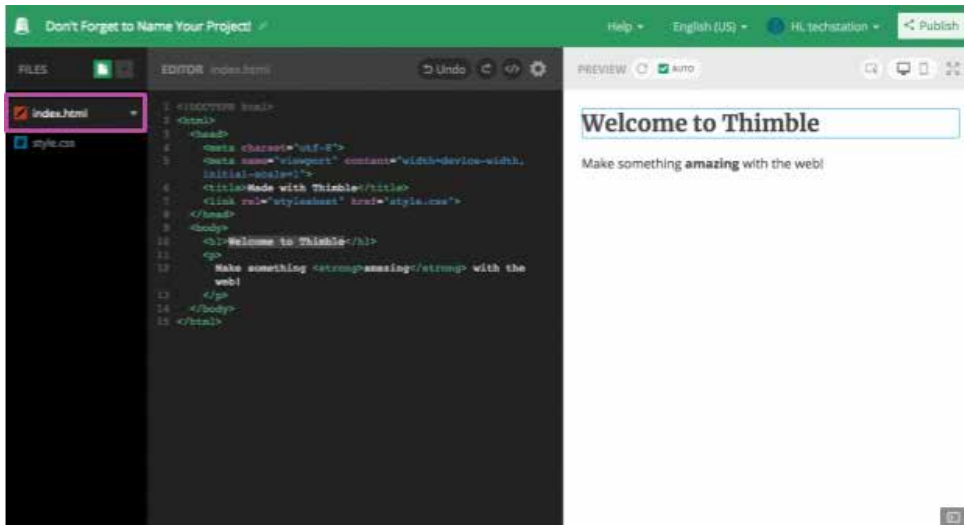 Don't Forget to Name Your Project!
Help
English (US)
Hi, techstation
Publish
FILES
EDITOR index.html
Undo
PREVIEW
AUTO
index.html
style.css
1 <!DOCTYPE html>
2 <html>
3 <head>
4 <meta charset="utf-8">
5 <meta name="viewport" content="width=device-width,
initial-scale=1">
6 <title>Made with Thimble</title>
7 <link rel="stylesheet" href="style.css">
8 </head>
9 <body>
10 <h1>Welcome to Thimble</h1>
11 <p>
12 Make something <strong>amazing</strong> with the
web!
13 </p>
14 </body>
15 </html>
Welcome to Thimble
Make something amazing with the web!